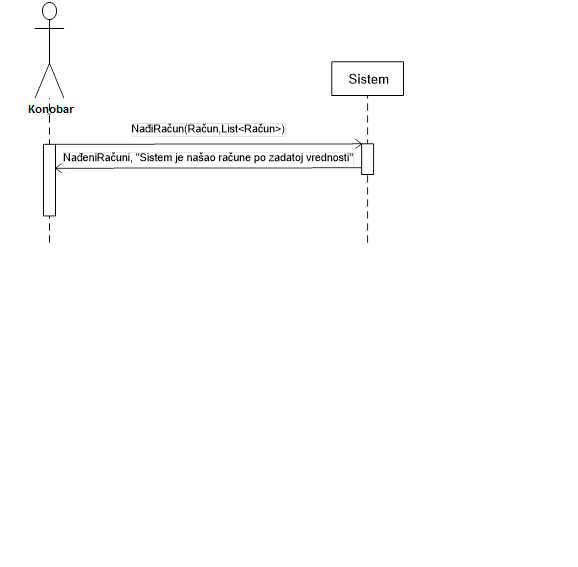 Konobar
Sistem
NađiRačun(Račun,List<Račun>)
NađeniRačuni, "Sistem je našao račune po zadatoj vrednosti"